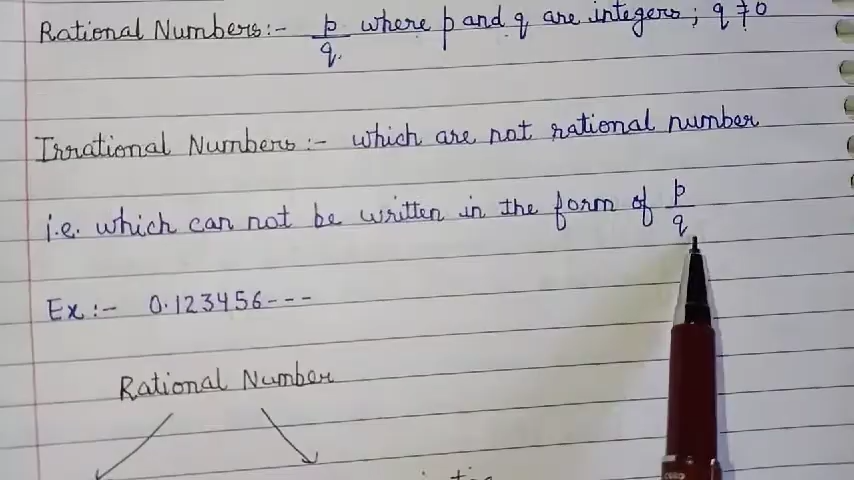 Rational Numbers:- p/q where p and q are integers; q ≠ 0
Irrational Numbers:- which are not rational number
i.e. which can not be written in the form of p/q
Ex:- 0.123456---
Rational Number